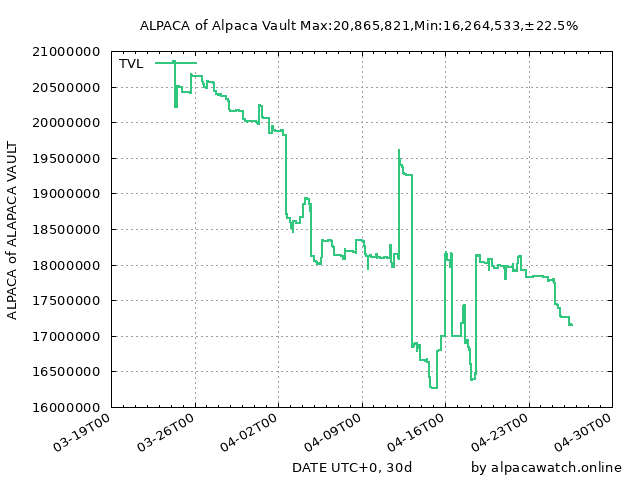 ALPACA of Alpaca Vault Max:20,865,821,Min:16,264,533,±22.5%
TVL
21000000
20500000
20000000
19500000
19000000
18500000
18000000
17500000
17000000
16500000
16000000
ALPACA of ALAPACA VAULT
03-19T00
03-26T00
04-02T00
04-09T00
04-16T00
04-23T00
04-30T00
DATE UTC+0, 30d
by alpacawatch.online